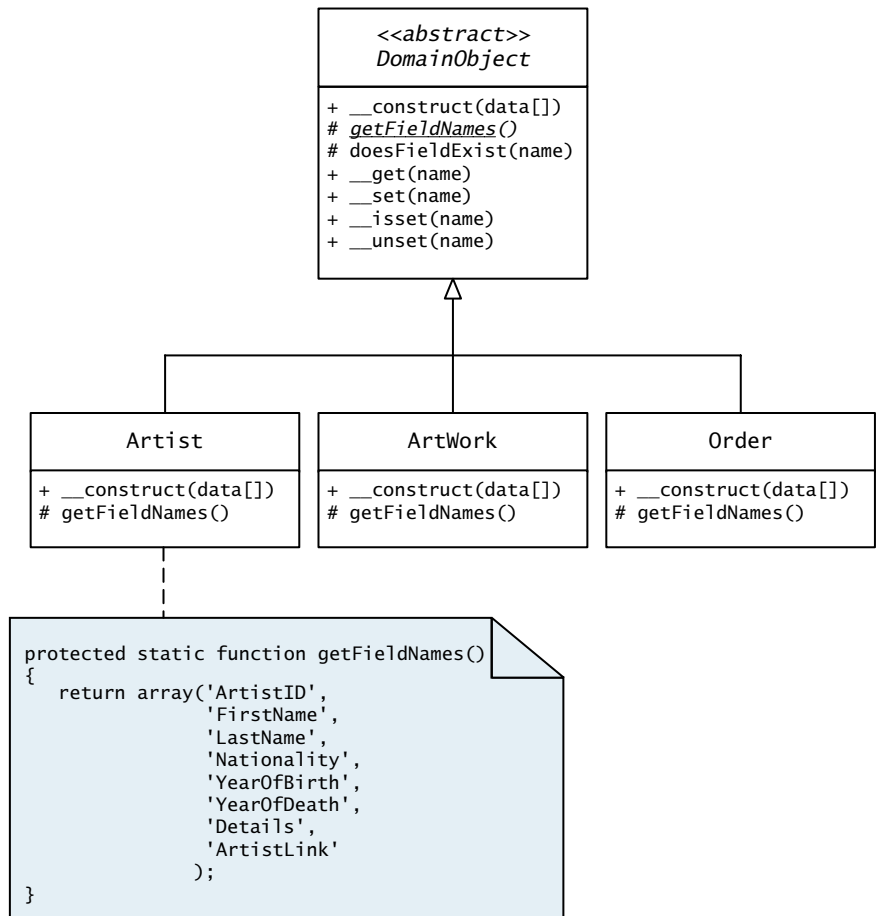 <<abstract>>
DomainObject
+ __construct(data[])
# getFieldNames()
# doesFieldExist(name)
+ __get(name)
+ __set(name)
+ __isset(name)
+ __unset(name)
Artist
+ __construct(data[])
# getFieldNames()
ArtWork
+ __construct(data[])
# getFieldNames()
Order
+ __construct(data[])
# getFieldNames()
protected static function getFieldNames()
{
return array('ArtistID',
'FirstName',
'LastName',
'Nationality',
'YearOfBirth',
'YearOfDeath',
'Details',
'ArtistLink'
);
}